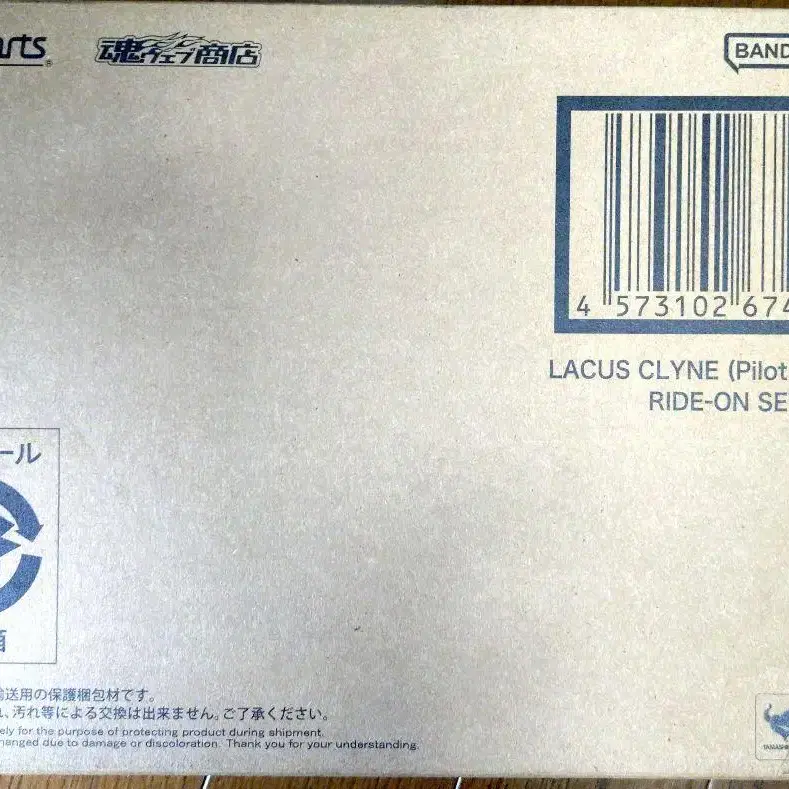 arts
魂ウェブ商店
BAND
4 573102 674
LACUS CLYNE (Pilot
RIDE-ON SE
ール
送用の保護梱包材です。
、汚れ等による交換は出来ません。ご了承ください。
ely for the purpose of protecting product during shipment.
hanged due to damage or discoloration. Thank you for your understanding.
TAMASHI